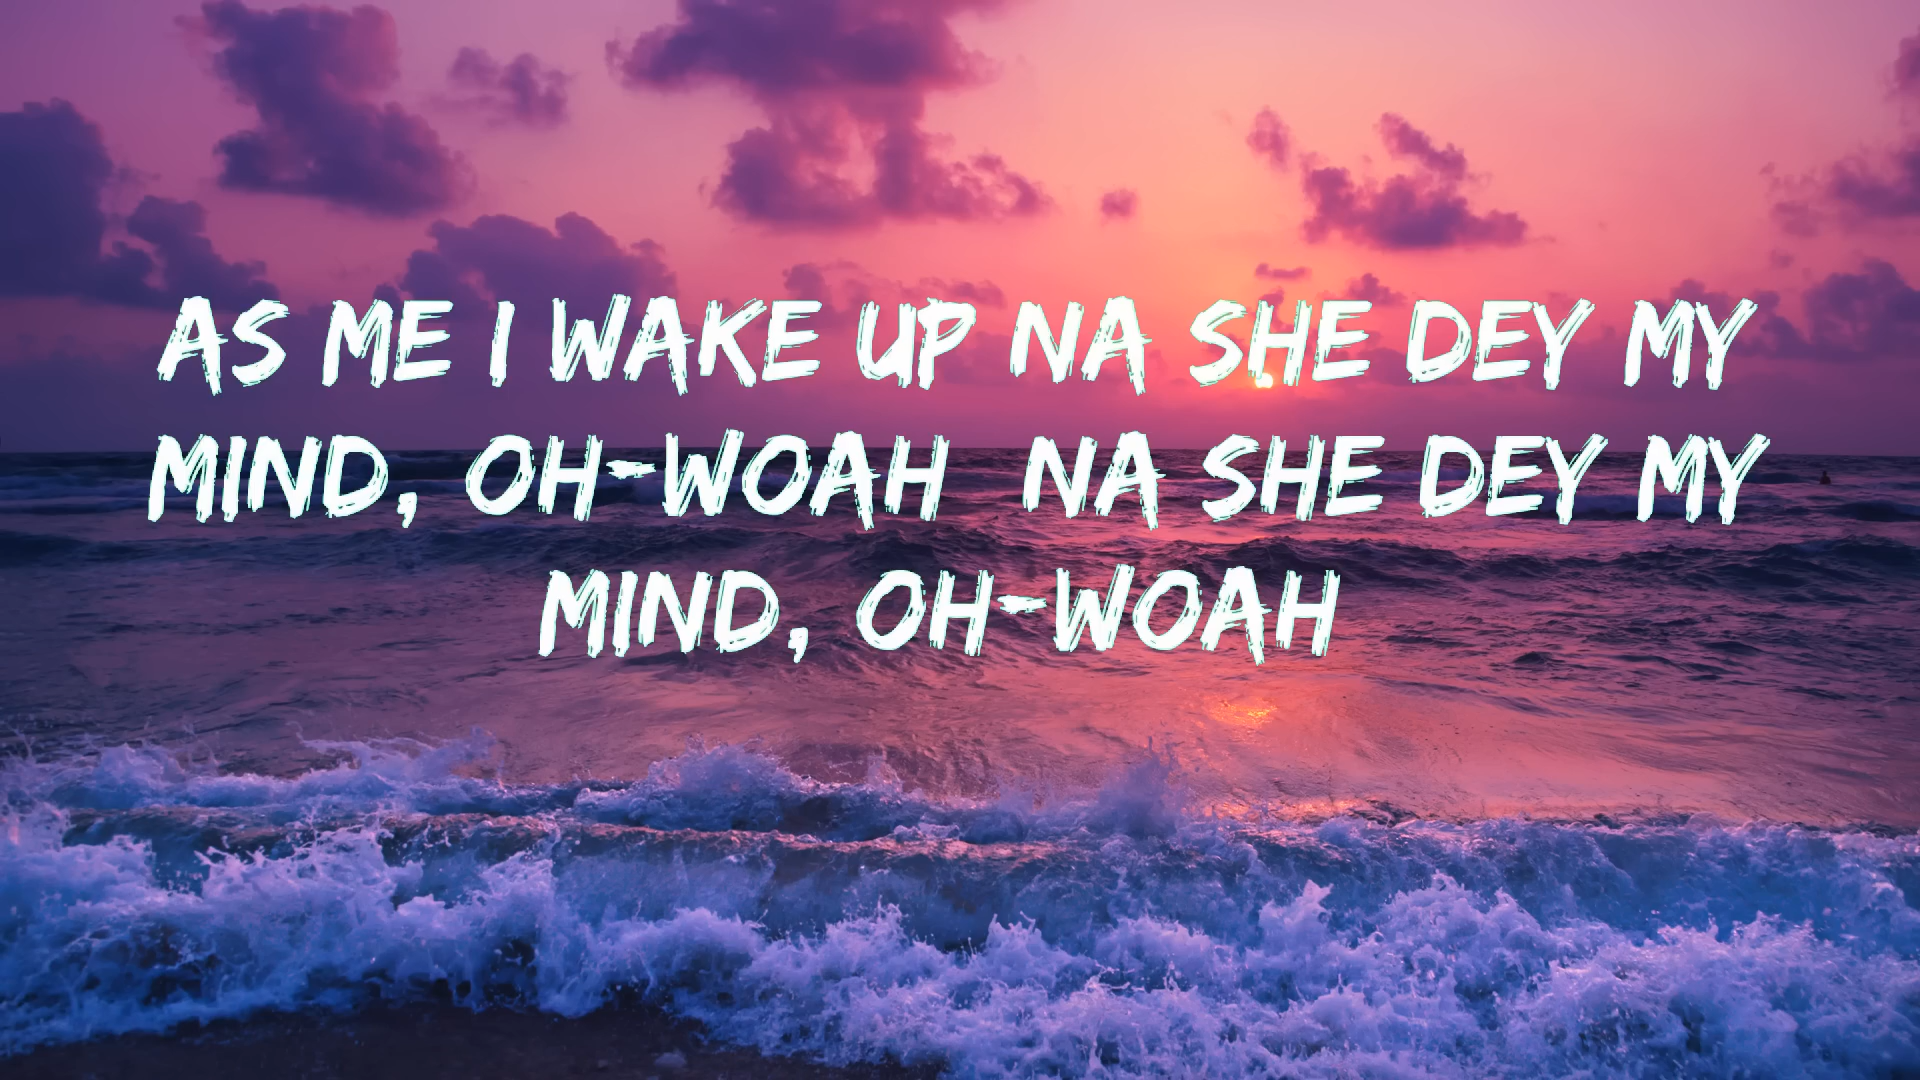 AS ME I WAKE UP NA SHE DEY MY
MIND, OH-WOAH NA SHE DEY MY
MIND, OH-WOAH